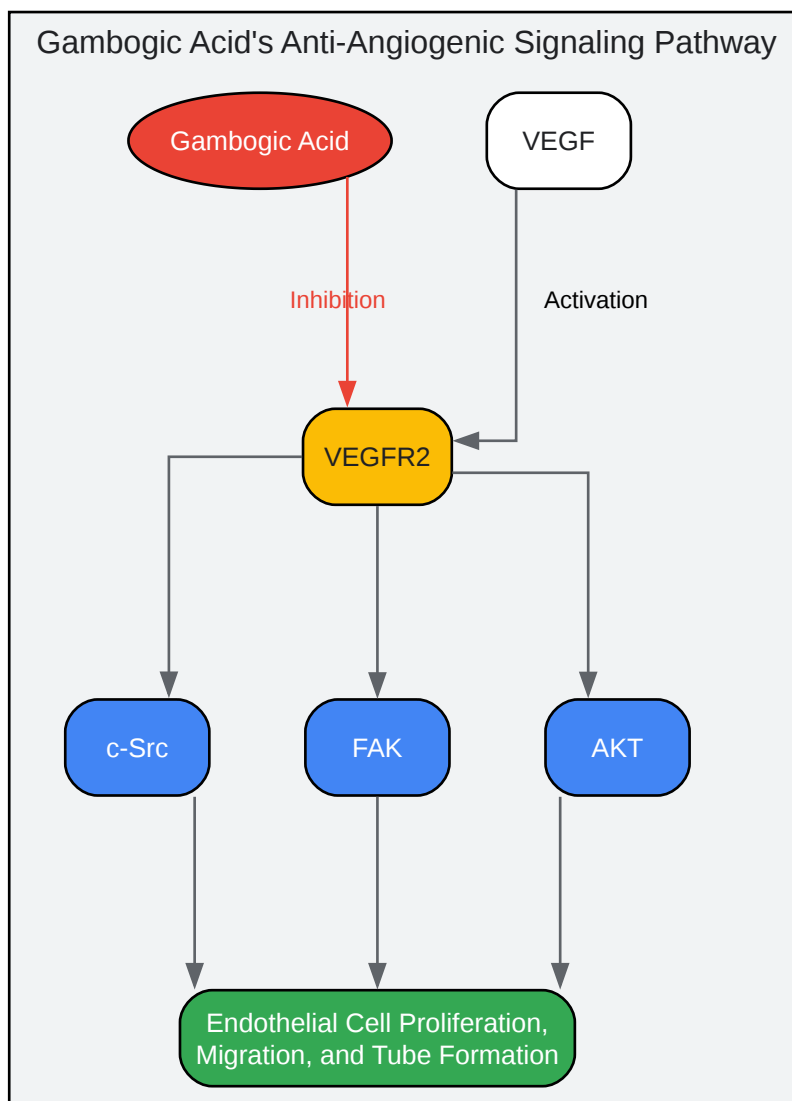 Gambogic Acid's Anti-Angiogenic Signaling Pathway
Gambogic Acid
VEGF
Inhibition
Activation
VEGFR2
c-Src
FAK
AKT
Endothelial Cell Proliferation,
Migration, and Tube Formation